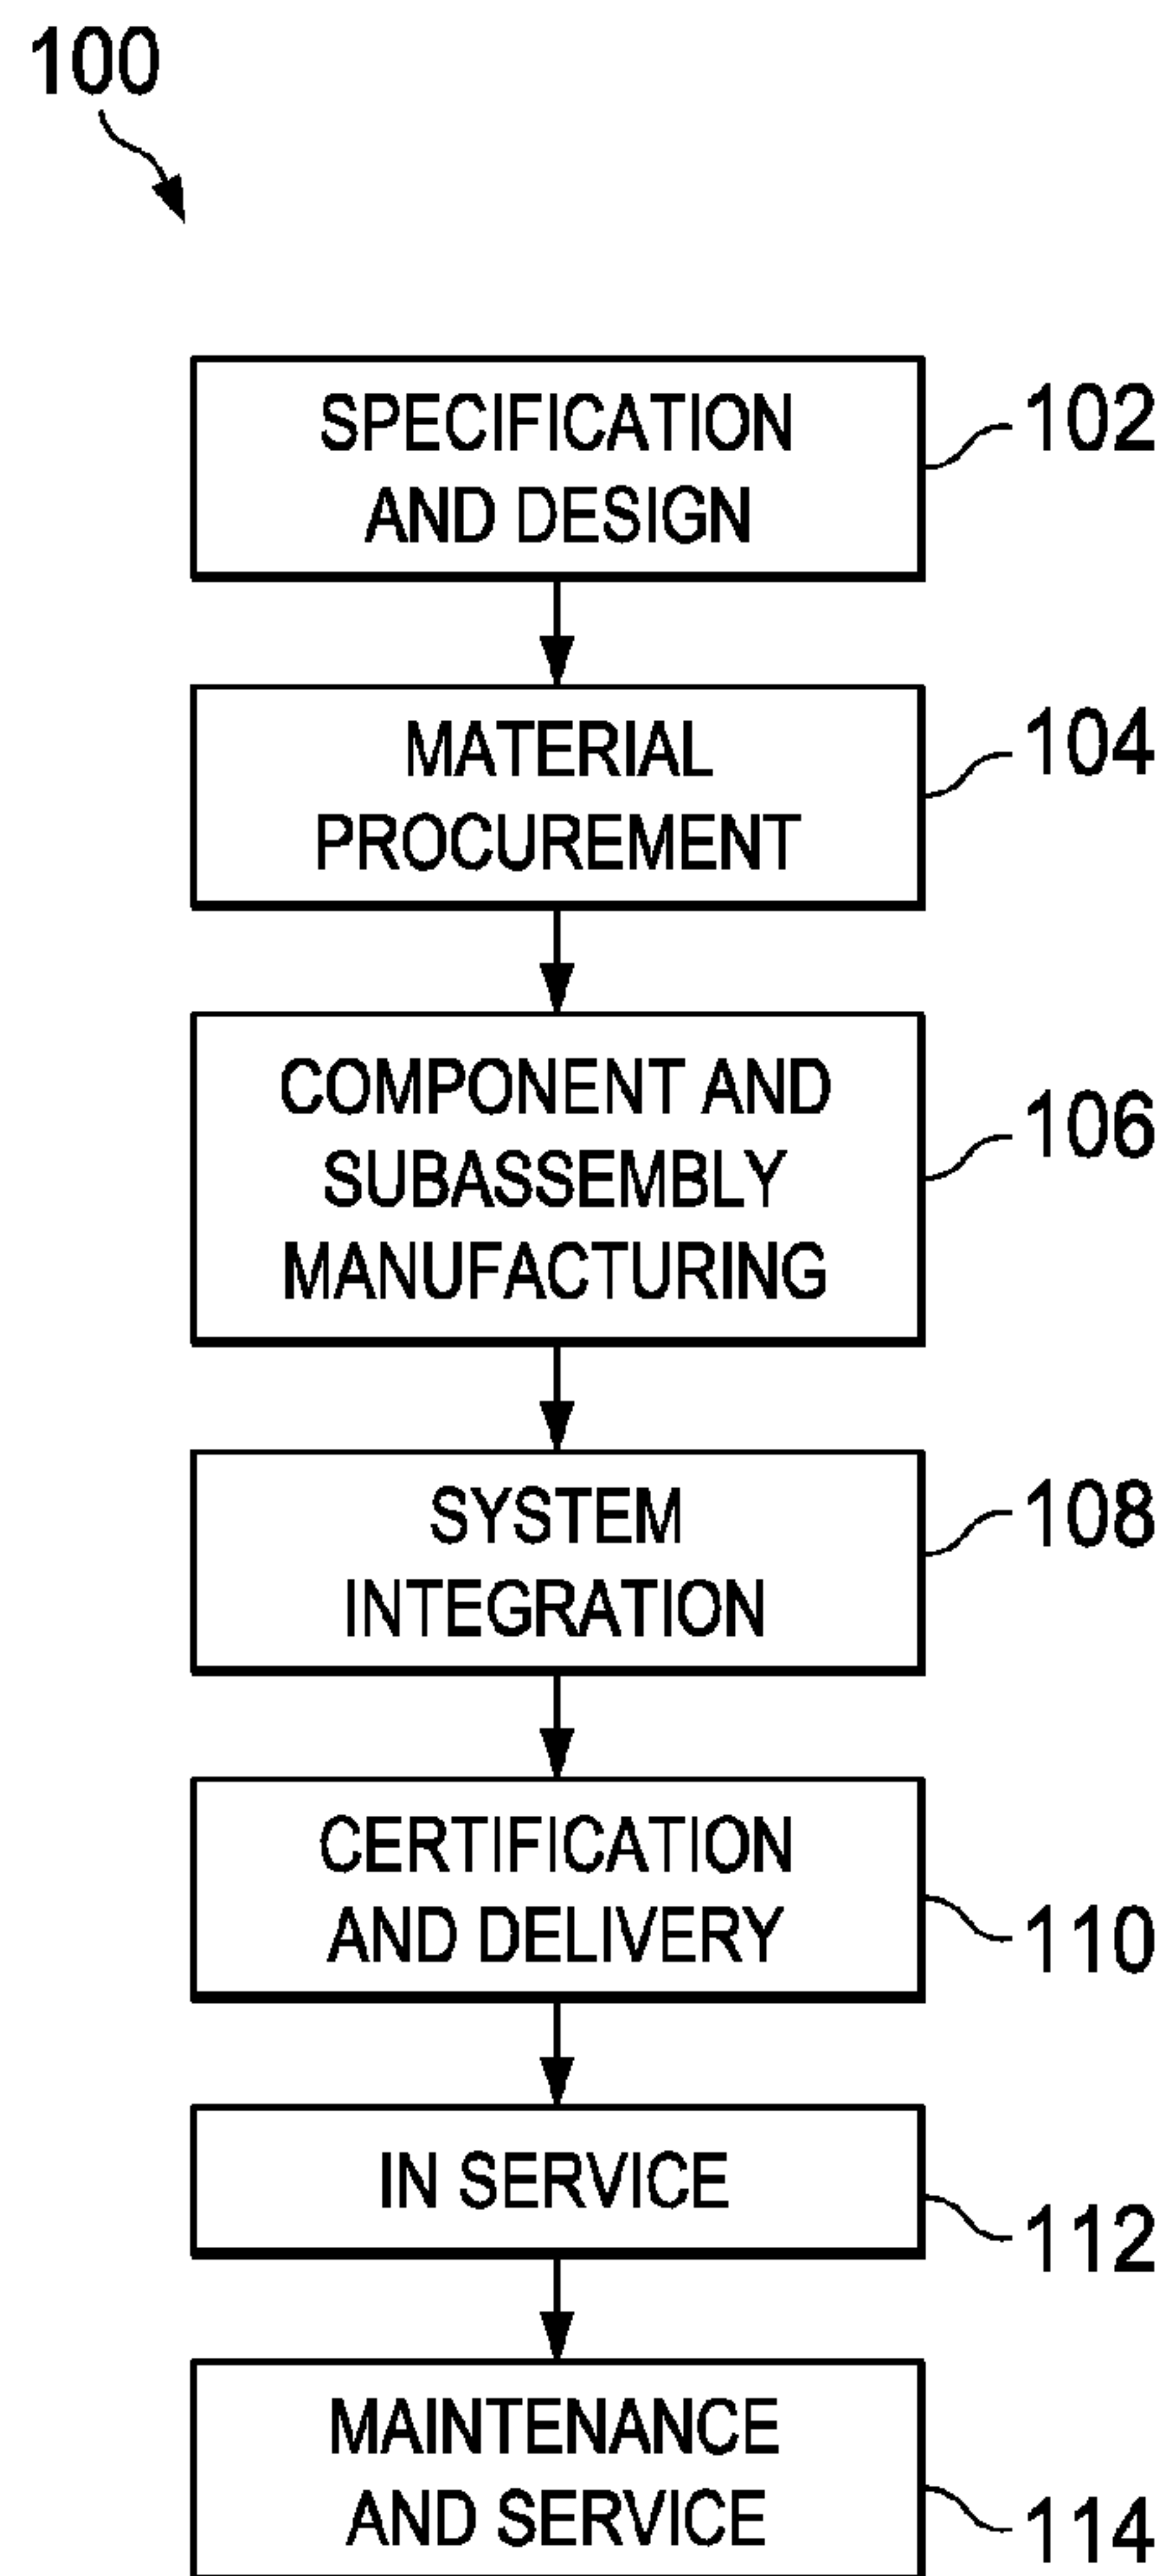 100
SPECIFICATION
AND DESIGN
102
MATERIAL
PROCUREMENT
104
COMPONENT AND
SUBASSEMBLY
MANUFACTURING
106
SYSTEM
INTEGRATION
108
CERTIFICATION
AND DELIVERY
110
IN SERVICE
112
MAINTENANCE
AND SERVICE
114